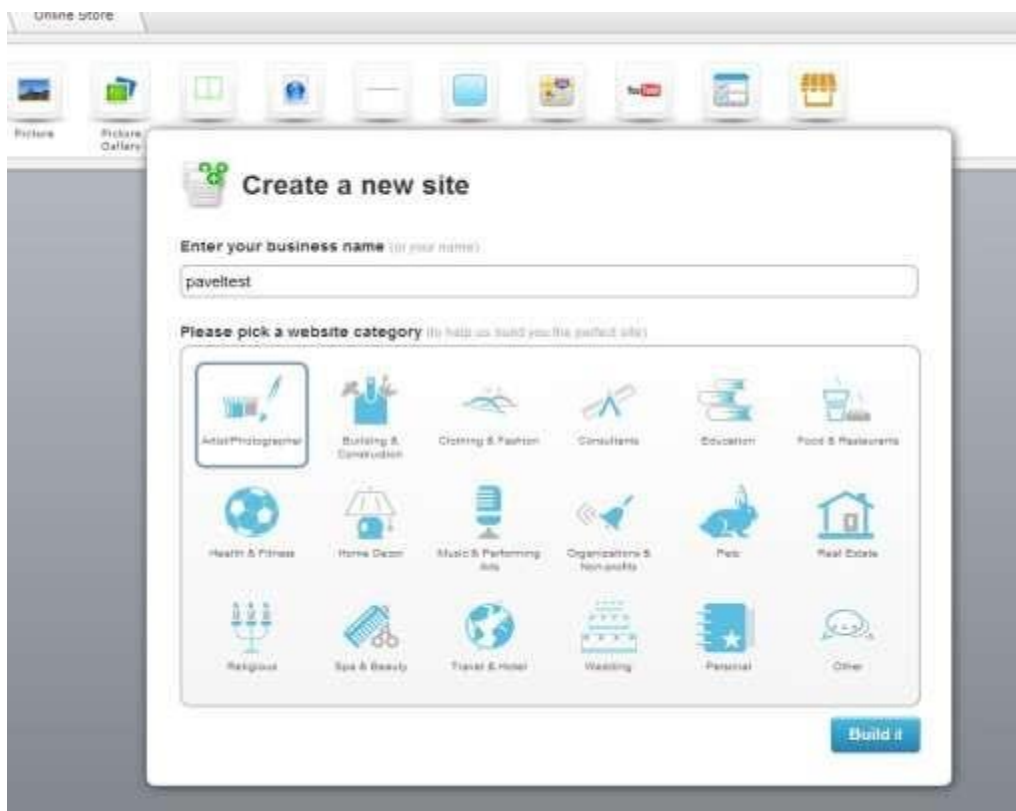 Online Store
Picture
Picture
Gallery
You Tube
Create a new site
Enter your business name (or your name)
paveltest
Please pick a website category (to help us build you the perfect site)
Artist/Photographer
Building &
Construction
Clothing & Fashion
Consultants
Education
Food & Restaurants
Health & Fitness
Home Decor
Music & Performing
Arts
Organizations &
Non-profits
Pets
Real Estate
Religious
Spa & Beauty
Travel & Hotel
Wedding
Personal
Other
Build it